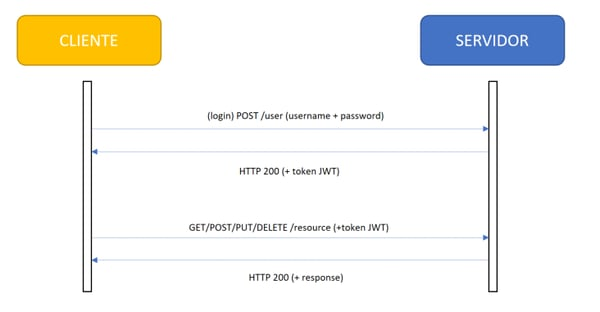 CLIENTE
SERVIDOR
(login) POST /user (username + password)
HTTP 200 (+ token JWT)
GET/POST/PUT/DELETE /resource (+token JWT)
HTTP 200 (+ response)